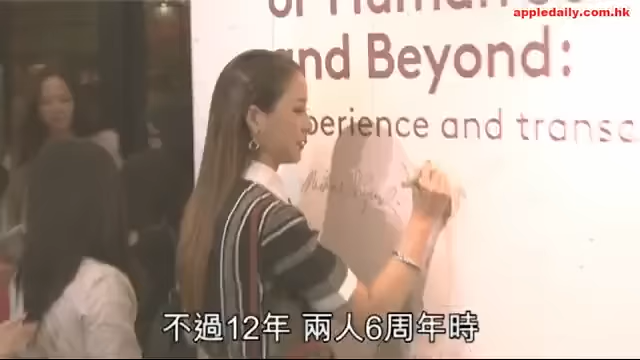 appledaily.com.hk
and Beyond:
perience and transc
不過12年 兩人6周年時